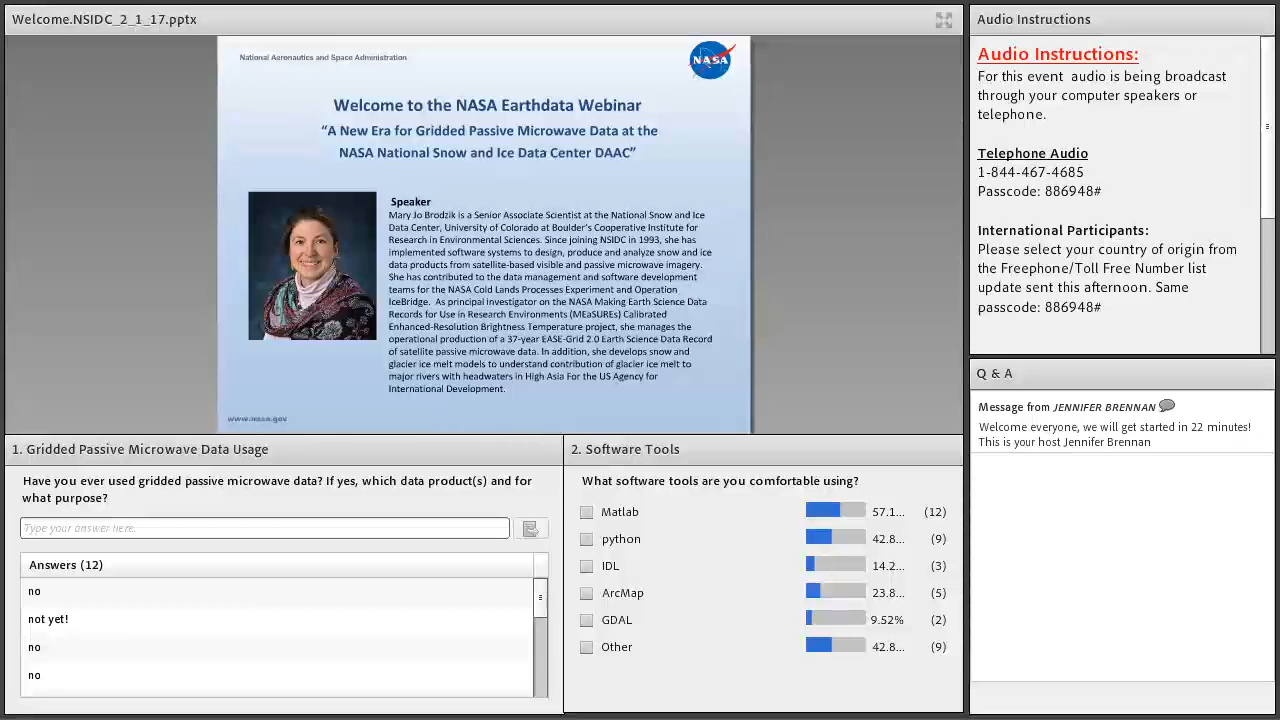 Welcome.NSIDC_2_1_17.pptx
National Aeronautics and Space Administration
NASA
Welcome to the NASA Earthdata Webinar
“A New Era for Gridded Passive Microwave Data at the
NASA National Snow and Ice Data Center DAAC”
Speaker
Mary Jo Brodzik is a Senior Associate Scientist at the National Snow and Ice
Data Center, University of Colorado at Boulder’s Cooperative Institute for
Research in Environmental Sciences. Since joining NSIDC in 1993, she has
implemented software systems to design, produce and analyze snow and ice
data products from satellite-based visible and passive microwave imagery.
She has contributed to the data management and software development
teams for the NASA Cold Lands Processes Experiment and Operation
IceBridge. As principal investigator on the NASA Making Earth Science Data
Records for Use in Research Environments (MEaSUREs) Calibrated
Enhanced-Resolution Brightness Temperature project, she manages the
operational production of a 37-year EASE-Grid 2.0 Earth Science Data Record
of satellite passive microwave data. In addition, she develops snow and
glacier ice melt models to understand contribution of glacier ice melt to
major rivers with headwaters in High Asia For the US Agency for
International Development.
www.nasa.gov
Audio Instructions
Audio Instructions:
For this event audio is being broadcast
through your computer speakers or
telephone.
Telephone Audio
1-844-467-4685
Passcode: 886948#
International Participants:
Please select your country of origin from
the Freephone/Toll Free Number list
update sent this afternoon. Same
passcode: 886948#
Q & A
Message from JENNIFER BRENNAN
Welcome everyone, we will get started in 22 minutes!
This is your host Jennifer Brennan
1. Gridded Passive Microwave Data Usage
Have you ever used gridded passive microwave data? If yes, which data product(s) and for
what purpose?
Type your answer here.
Answers (12)
no
not yet!
no
no
2. Software Tools
What software tools are you comfortable using?
Matlab 57.1... (12)
python 42.8... (9)
IDL 14.2... (3)
ArcMap 23.8... (5)
GDAL 9.52% (2)
Other 42.8... (9)